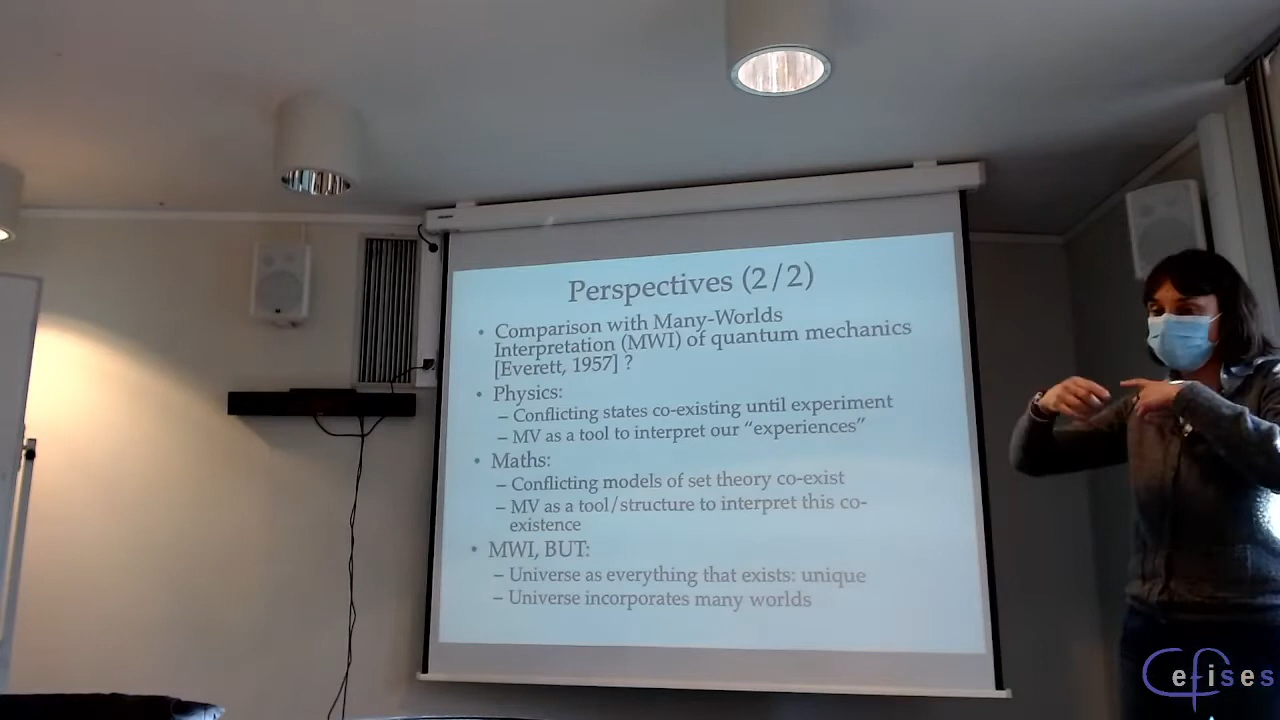 Perspectives (2/2)
• Comparison with Many-Worlds
Interpretation (MWI) of quantum mechanics
[Everett, 1957] ?
• Physics:
– Conflicting states co-existing until experiment
– MV as a tool to interpret our “experiences”
• Maths:
– Conflicting models of set theory co-exist
– MV as a tool/structure to interpret this co-
existence
• MWI, BUT:
– Universe as everything that exists: unique
– Universe incorporates many worlds
Cefises